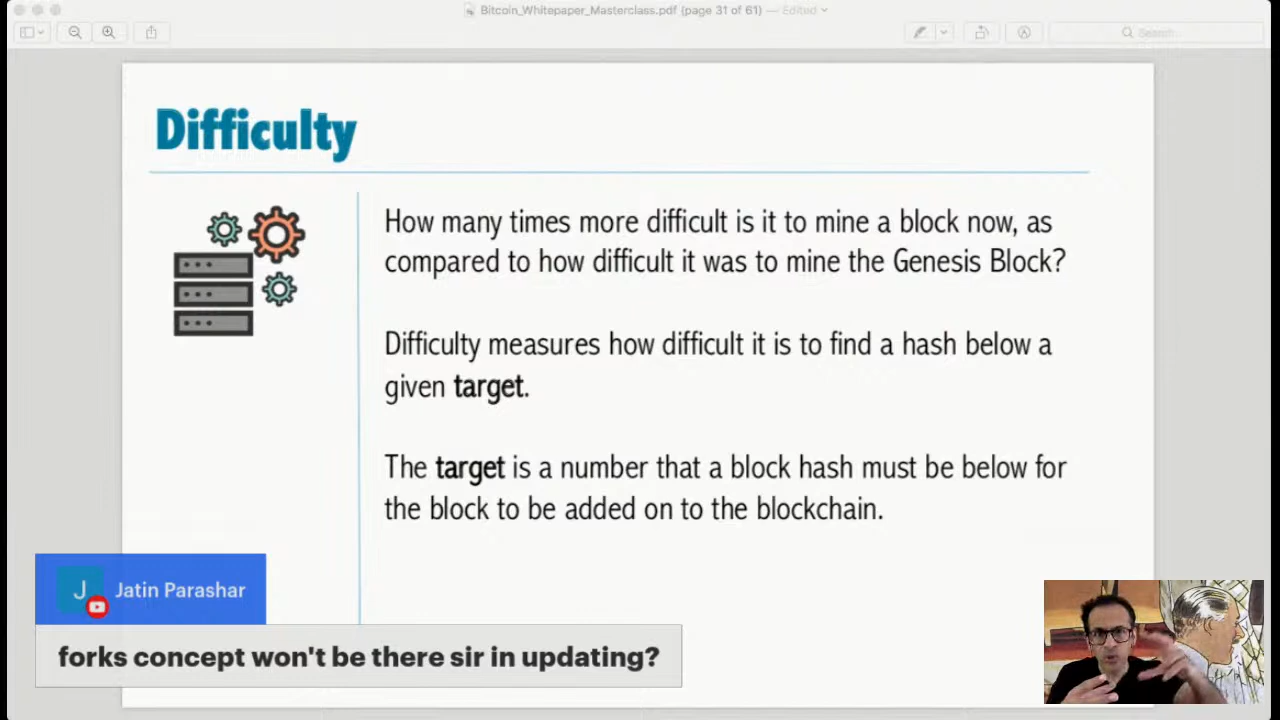 Bitcoin_Whitepaper_Masterclass.pdf (page 31 of 61) — Edited
Search...
Difficulty
How many times more difficult is it to mine a block now, as
compared to how difficult it was to mine the Genesis Block?
Difficulty measures how difficult it is to find a hash below a
given target.
The target is a number that a block hash must be below for
the block to be added on to the blockchain.
J Jatin Parashar
forks concept won't be there sir in updating?